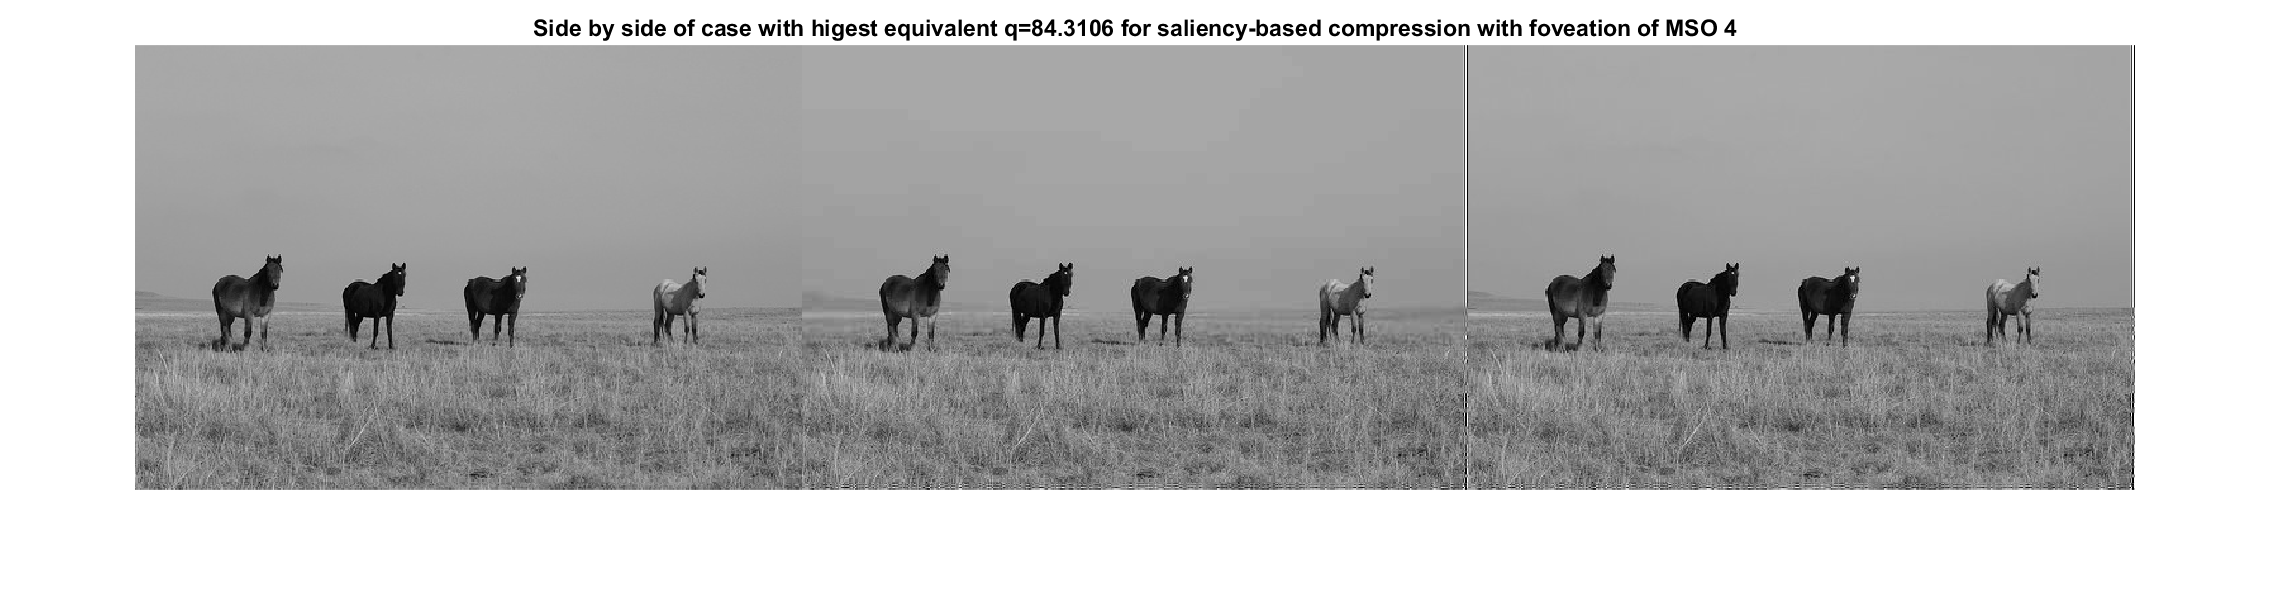 Side by side of case with higest equivalent q=84.3106 for saliency-based compression with foveation of MSO 4